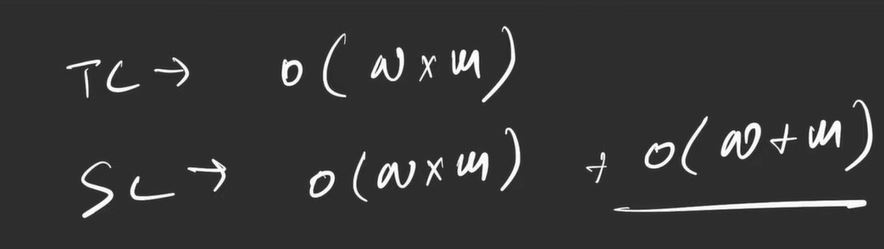 TC → O(N×M)
SC → O(N×M) + O(N+M)